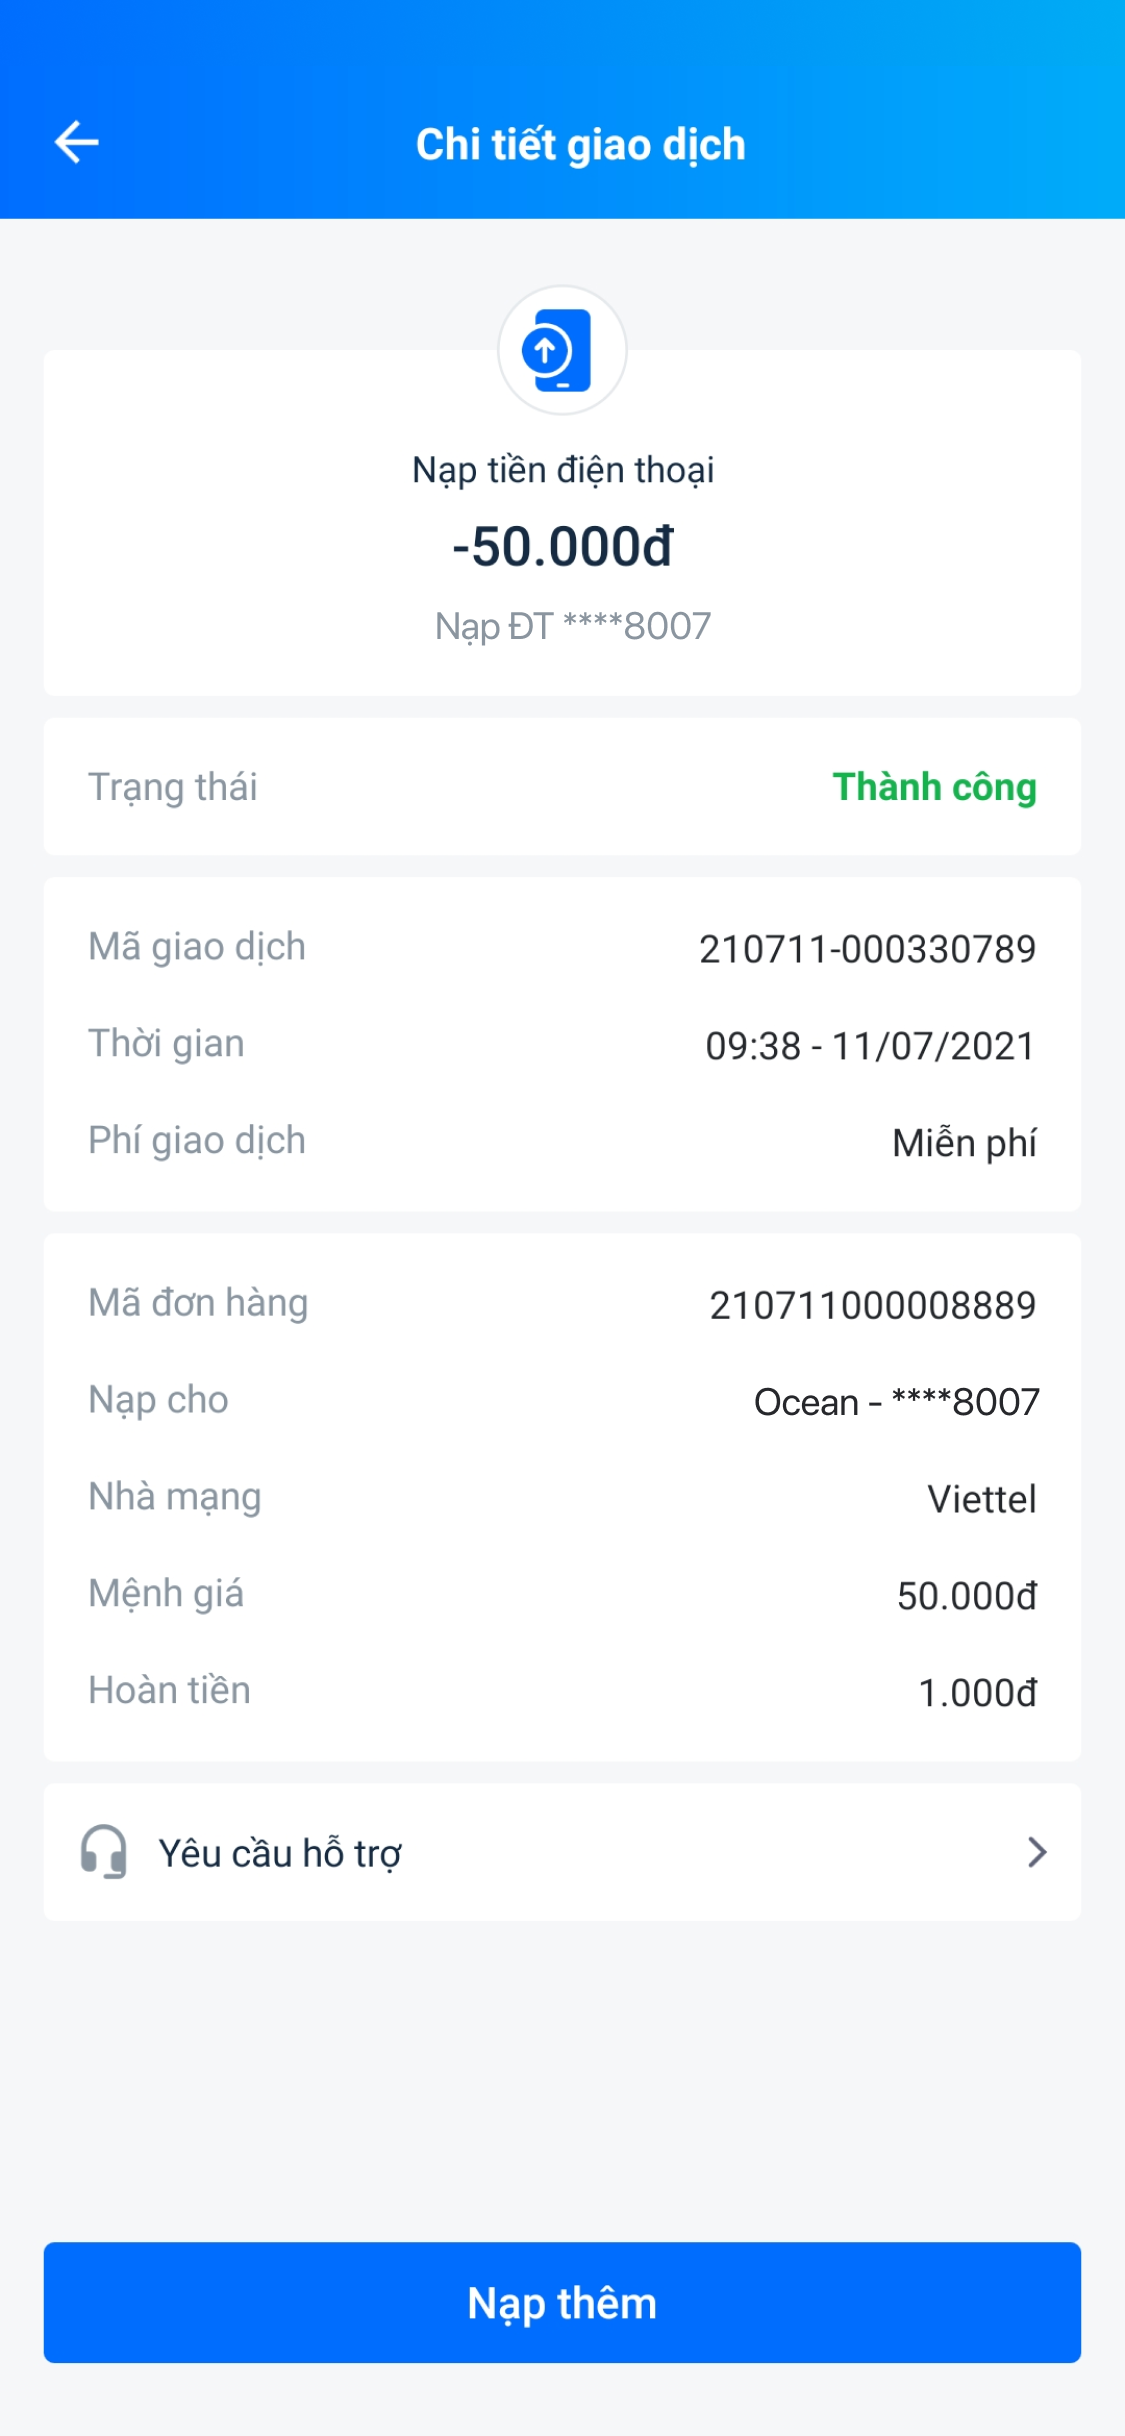 Chi tiết giao dịch
Nạp tiền điện thoại
-50.000đ
Nạp ĐT ****8007
Trạng thái Thành công
Mã giao dịch 210711-000330789
Thời gian 09:38 - 11/07/2021
Phí giao dịch Miễn phí
Mã đơn hàng 210711000008889
Nạp cho Ocean - ****8007
Nhà mạng Viettel
Mệnh giá 50.000đ
Hoàn tiền 1.000đ
Yêu cầu hỗ trợ
Nạp thêm